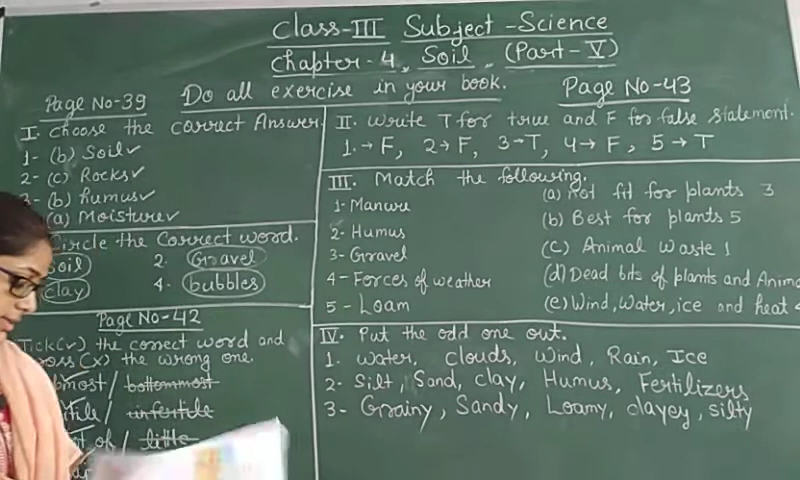 Class-III Subject-Science
Chapter-4, Soil, (Part-V)
Do all exercise in your book.
Page No-39
I. Choose the correct Answer.
1- (b) Soil✓
2- (c) Rocks✓
3- (b) humus✓
(a) Moisture✓
Circle the Correct word.
Soil 2. Gravel
clay 4. bubbles
Page No-42
Tick(✓) the correct word and
cross (x) the wrong one.
/ bottommost
/ infertile
of / little
Page No-43
II. Write T for true and F for false statement.
1.→F, 2→F, 3→T, 4→F, 5→T
III. Match the following.
1- Manure (a) Not fit for plants 3
2- Humus (b) Best for plants 5
3- Gravel (c) Animal waste 1
4- Forces of weather (d) Dead bits of plants and Anima
5- Loam (e) Wind, Water, ice and heat 4
IV. Put the odd one out.
1. Water, Clouds, Wind, Rain, Ice
2- Silt, Sand, clay, Humus, Fertilizers
3- Grainy, Sandy, Loamy, clayey, silty